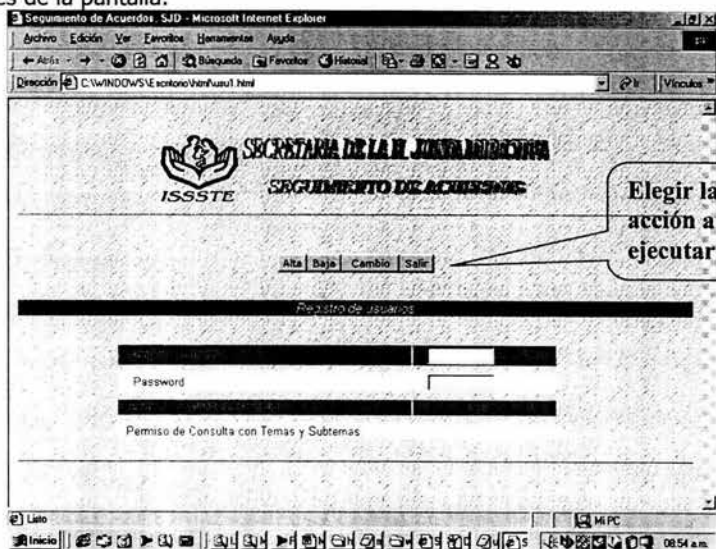 es de la pantalla.
Seguimiento de Acuerdos. SJD - Microsoft Internet Explorer
Archivo Edición Ver Favoritos Herramientas Ayuda
Atrás Búsqueda Favoritos Historial
Dirección C:\WINDOWS\Escritorio\html\usu1.html Ir Vínculos »
SECRETARIA DE LA H. JUNTA DIRECTIVA
ISSSTE
SEGUIMIENTO DE ACUERDOS
Elegir la
acción a
ejecutar
Alta Baja Cambio Salir
Registro de usuarios
Password
Permiso de Consulta con Temas y Subtemas
Listo Mi PC
Inicio 08:54 a.m.